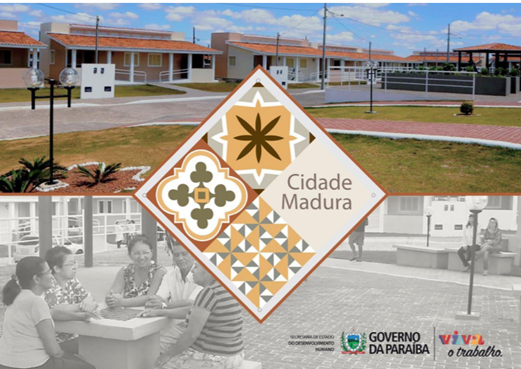 Cidade
Madura
SECRETARIA DE ESTADO
DO DESENVOLVIMENTO
HUMANO
GOVERNO
DA PARAÍBA
viva
o trabalho.